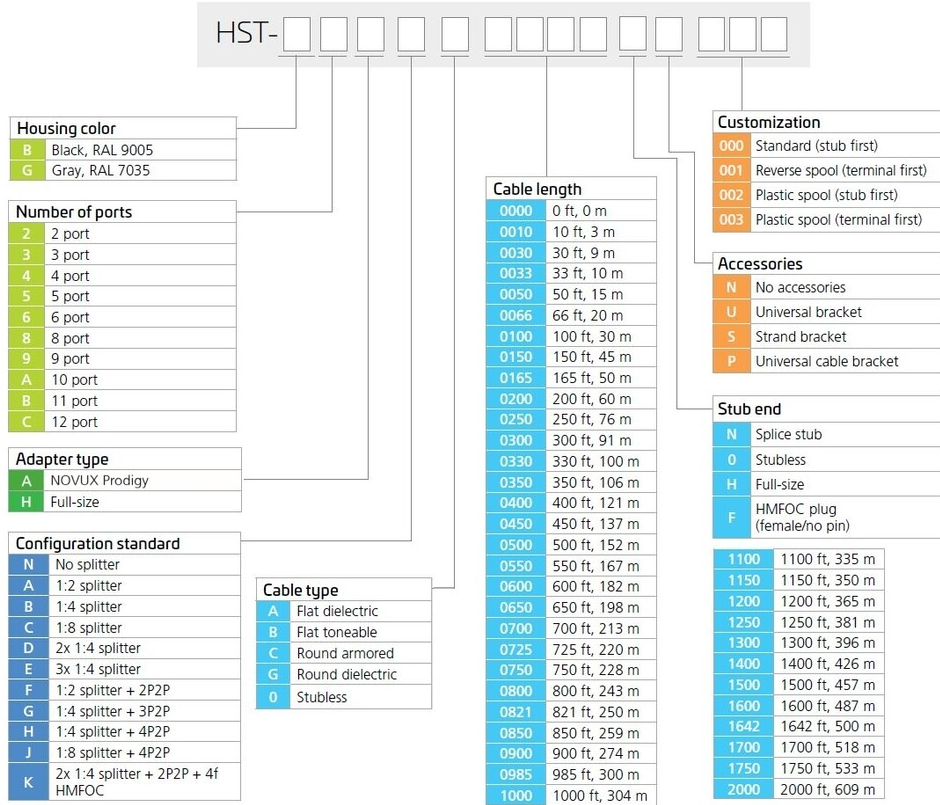 HST-
Housing color
B Black, RAL 9005
G Gray, RAL 7035
Number of ports
2 2 port
3 3 port
4 4 port
5 5 port
6 6 port
8 8 port
9 9 port
A 10 port
B 11 port
C 12 port
Adapter type
A NOVUX Prodigy
H Full-size
Configuration standard
N No splitter
A 1:2 splitter
B 1:4 splitter
C 1:8 splitter
D 2x 1:4 splitter
E 3x 1:4 splitter
F 1:2 splitter + 2P2P
G 1:4 splitter + 3P2P
H 1:4 splitter + 4P2P
J 1:8 splitter + 4P2P
K 2x 1:4 splitter + 2P2P + 4f
HMFOC
Cable type
A Flat dielectric
B Flat toneable
C Round armored
G Round dielectric
0 Stubless
Cable length
0000 0 ft, 0 m
0010 10 ft, 3 m
0030 30 ft, 9 m
0033 33 ft, 10 m
0050 50 ft, 15 m
0066 66 ft, 20 m
0100 100 ft, 30 m
0150 150 ft, 45 m
0165 165 ft, 50 m
0200 200 ft, 60 m
0250 250 ft, 76 m
0300 300 ft, 91 m
0330 330 ft, 100 m
0350 350 ft, 106 m
0400 400 ft, 121 m
0450 450 ft, 137 m
0500 500 ft, 152 m
0550 550 ft, 167 m
0600 600 ft, 182 m
0650 650 ft, 198 m
0700 700 ft, 213 m
0725 725 ft, 220 m
0750 750 ft, 228 m
0800 800 ft, 243 m
0821 821 ft, 250 m
0850 850 ft, 259 m
0900 900 ft, 274 m
0985 985 ft, 300 m
1000 1000 ft, 304 m
Customization
000 Standard (stub first)
001 Reverse spool (terminal first)
002 Plastic spool (stub first)
003 Plastic spool (terminal first)
Accessories
N No accessories
U Universal bracket
S Strand bracket
P Universal cable bracket
Stub end
N Splice stub
0 Stubless
H Full-size
F HMFOC plug
(female/no pin)
1100 1100 ft, 335 m
1150 1150 ft, 350 m
1200 1200 ft, 365 m
1250 1250 ft, 381 m
1300 1300 ft, 396 m
1400 1400 ft, 426 m
1500 1500 ft, 457 m
1600 1600 ft, 487 m
1642 1642 ft, 500 m
1700 1700 ft, 518 m
1750 1750 ft, 533 m
2000 2000 ft, 609 m